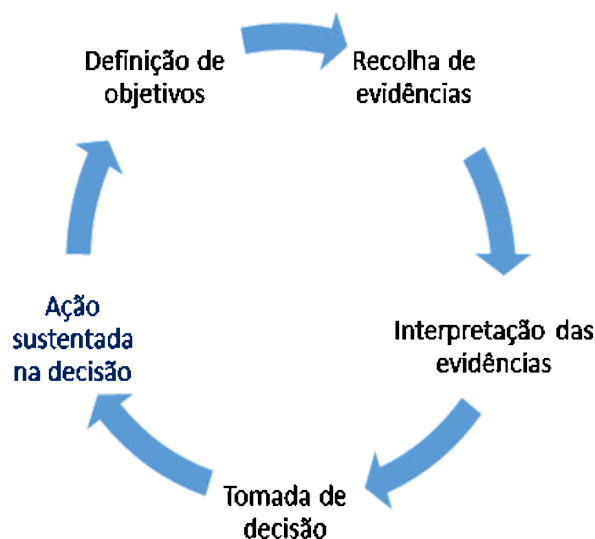 Definição de
objetivos
Recolha de
evidências
Interpretação das
evidências
Tomada de
decisão
Ação
sustentada
na decisão